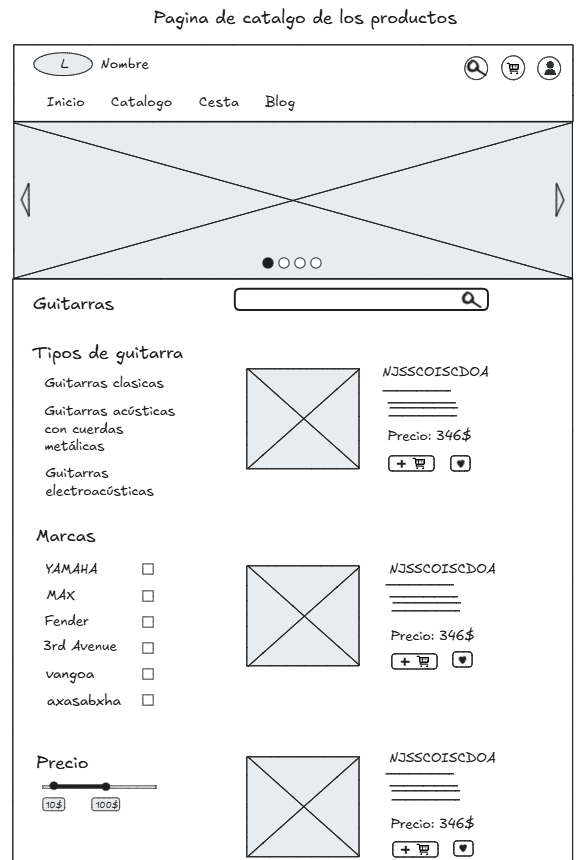 Pagina de catalgo de los productos
L
Nombre
Inicio
Catalogo
Cesta
Blog
Guitarras
Tipos de guitarra
Guitarras clasicas
Guitarras acústicas
con cuerdas
metálicas
Guitarras
electroacústicas
Marcas
YAMAHA
MAX
Fender
3rd Avenue
vangoa
axasabxha
Precio
10$
100$
NJSSCOISCDOA
Precio: 346$
+
NJSSCOISCDOA
Precio: 346$
+
NJSSCOISCDOA
Precio: 346$
+